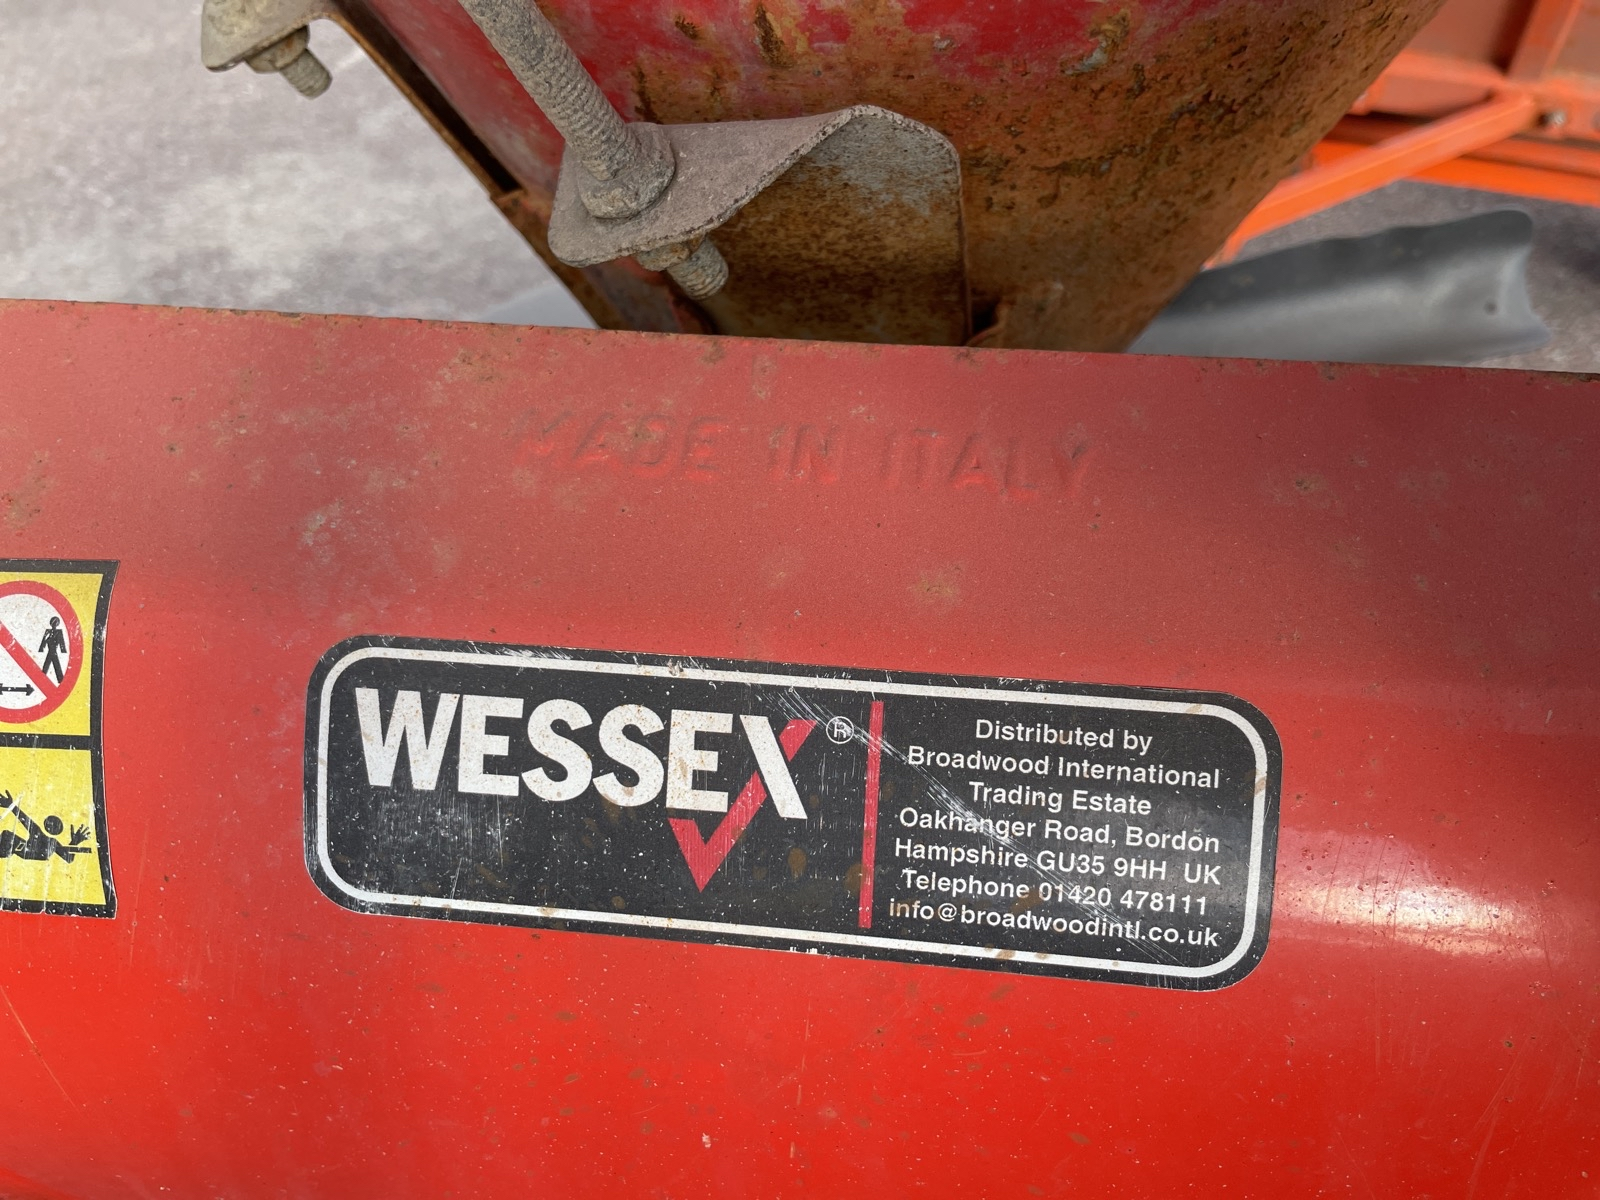 MADE IN ITALY
WESSEX®
Distributed by
Broadwood International
Trading Estate
Oakhanger Road, Bordon
Hampshire GU35 9HH UK
Telephone 01420 478111
info@broadwoodintl.co.uk